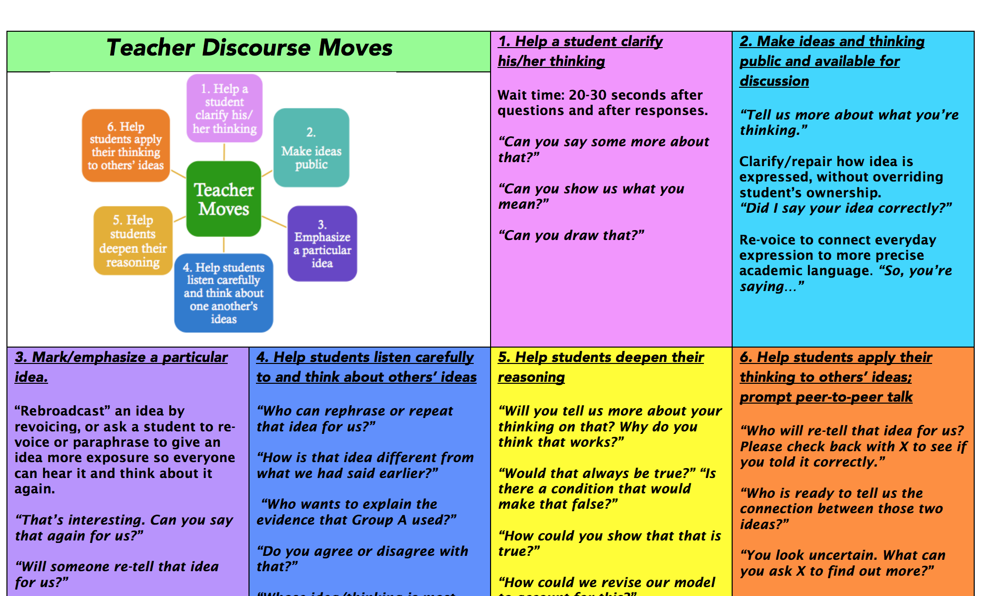 Teacher Discourse Moves
1. Help a
student
clarify his/
her thinking
2.
Make ideas
public
3.
Emphasize
a particular
idea
4. Help students
listen carefully
and think about
one another’s
ideas
5. Help
students
deepen their
reasoning
6. Help
students apply
their thinking
to others’ ideas
Teacher
Moves
1. Help a student clarify
his/her thinking
Wait time: 20-30 seconds after
questions and after responses.
“Can you say some more about
that?”
“Can you show us what you
mean?”
“Can you draw that?”
2. Make ideas and thinking
public and available for
discussion
“Tell us more about what you’re
thinking.”
Clarify/repair how idea is
expressed, without overriding
student’s ownership.
“Did I say your idea correctly?”
Re-voice to connect everyday
expression to more precise
academic language. “So, you’re
saying…”
3. Mark/emphasize a particular
idea.
“Rebroadcast” an idea by
revoicing, or ask a student to re-
voice or paraphrase to give an
idea more exposure so everyone
can hear it and think about it
again.
“That’s interesting. Can you say
that again for us?”
“Will someone re-tell that idea
for us?”
4. Help students listen carefully
to and think about others’ ideas
“Who can rephrase or repeat
that idea for us?”
“How is that idea different from
what we had said earlier?”
“Who wants to explain the
evidence that Group A used?”
“Do you agree or disagree with
that?”
“Whose idea/thinking is most
5. Help students deepen their
reasoning
“Will you tell us more about your
thinking on that? Why do you
think that works?”
“Would that always be true?” “Is
there a condition that would
make that false?”
“How could you show that that is
true?”
“How could we revise our model
to account for this?”
6. Help students apply their
thinking to others’ ideas;
prompt peer-to-peer talk
“Who will re-tell that idea for us?
Please check back with X to see if
you told it correctly.”
“Who is ready to tell us the
connection between those two
ideas?”
“You look uncertain. What can
you ask X to find out more?”